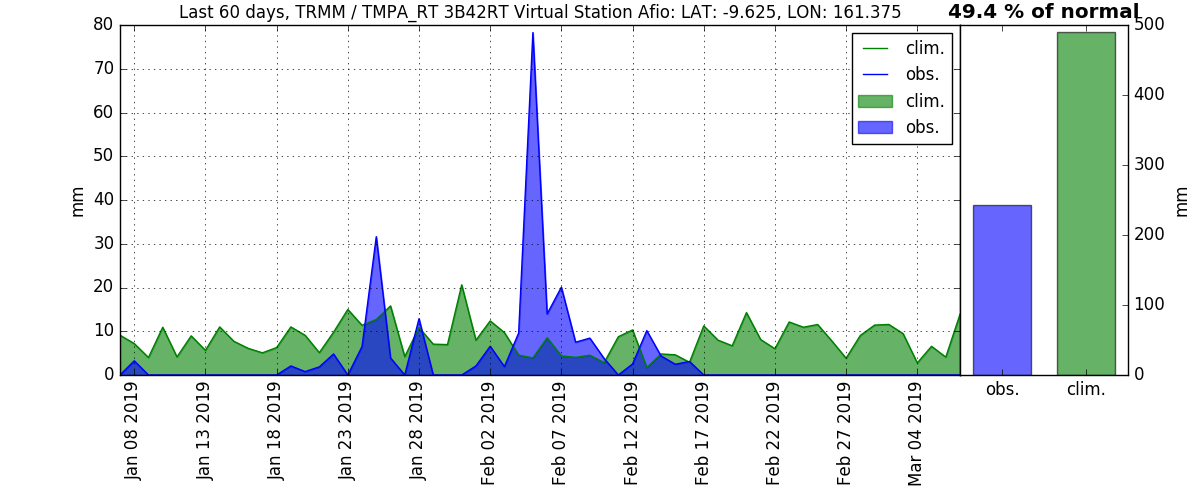 Last 60 days, TRMM / TMPA_RT 3B42RT Virtual Station Afio: LAT: -9.625, LON: 161.375
49.4 % of normal
80
70
60
50
40
30
20
10
0
mm
clim.
obs.
clim.
obs.
Jan 08 2019
Jan 13 2019
Jan 18 2019
Jan 23 2019
Jan 28 2019
Feb 02 2019
Feb 07 2019
Feb 12 2019
Feb 17 2019
Feb 22 2019
Feb 27 2019
Mar 04 2019
500
400
300
200
100
0
mm
obs.
clim.